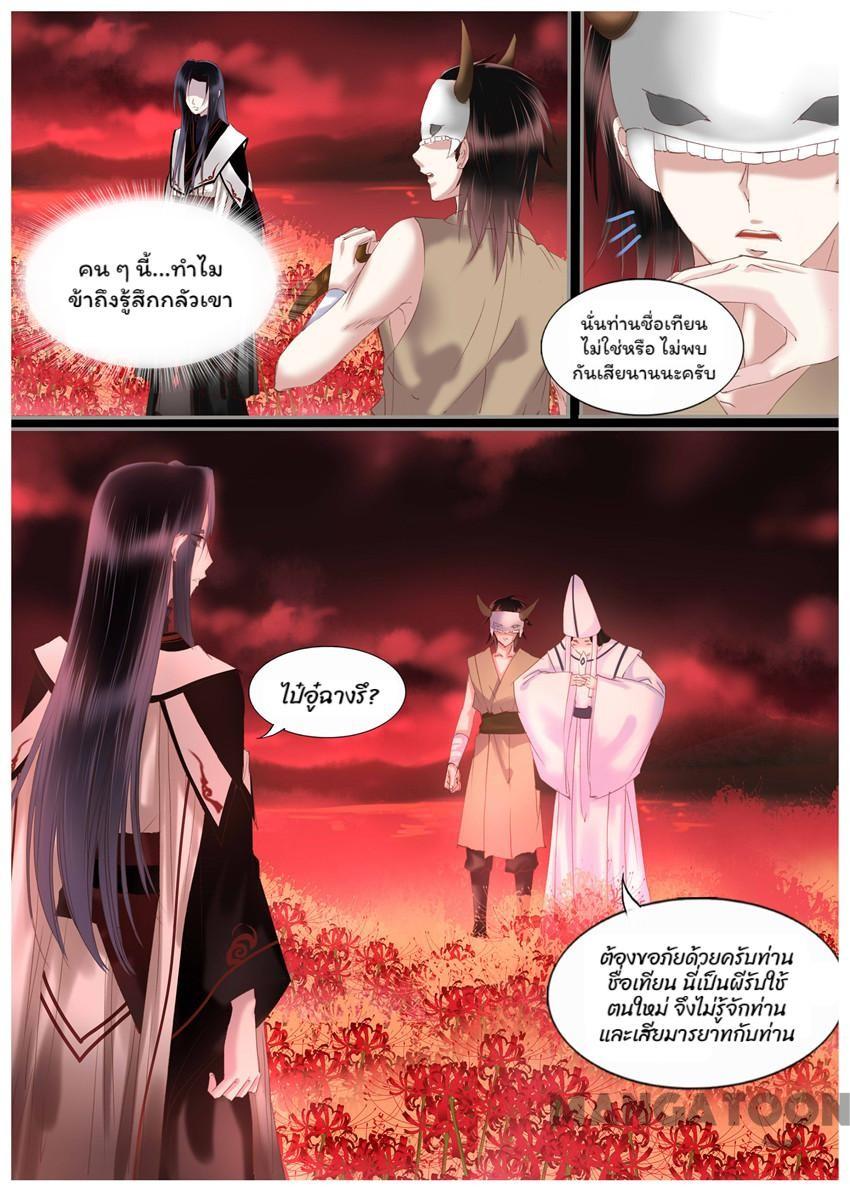 คน ๆ นี้...ทำไม
ข้าถึงรู้สึกกลัวเขา
นั่นท่านชื่อเทียน
ไม่ใช่หรือ ไม่พบ
กันเสียนานนะครับ
ไป๋อู๋ฉางรึ?
ต้องขอภัยด้วยครับท่าน
ชื่อเทียน นี่เป็นผีรับใช้
ตนใหม่ จึงไม่รู้จักท่าน
และเสียมารยาทกับท่าน
MANGATOON